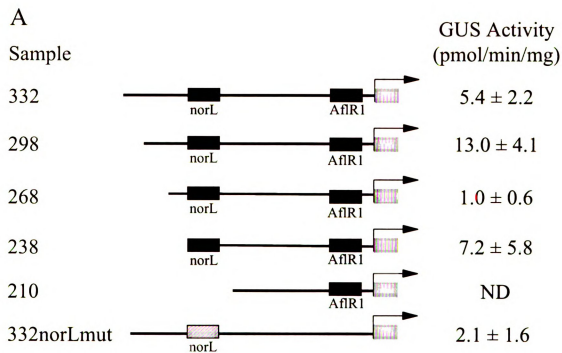 A
GUS Activity
Sample
(pmol/min/mg)
332
5.4 ± 2.2
norL
AflR1
298
13.0 ± 4.1
norL
AflR1
268
1.0 ± 0.6
norL
AflR1
238
7.2 ± 5.8
norL
AflR1
210
ND
AflR1
332norLmut
2.1 ± 1.6
norL